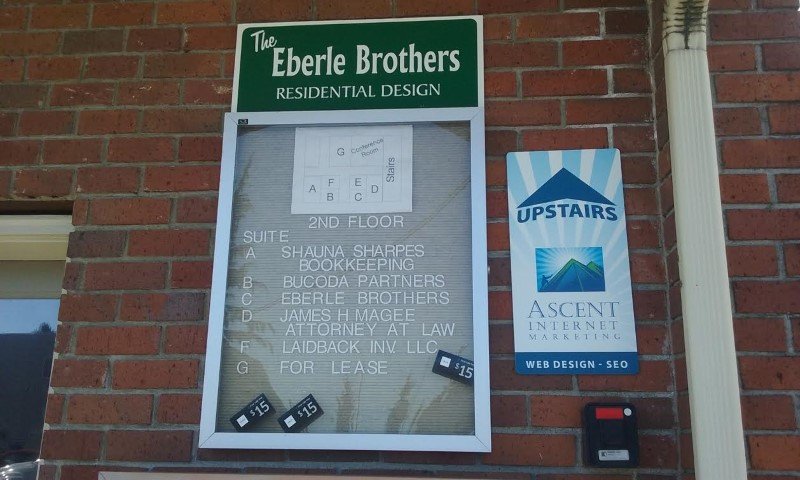 The
Eberle Brothers
RESIDENTIAL DESIGN
G Conference Room
Stairs
A F E D
B C
2ND FLOOR
SUITE
A SHAUNA SHARPES
BOOKKEEPING
B BUCODA PARTNERS
C EBERLE BROTHERS
D JAMES H MAGEE
ATTORNEY AT LAW
F LAIDBACK INV. LLC
G FOR LEASE
$15
$15
$15
UPSTAIRS
ASCENT
INTERNET
MARKETING
WEB DESIGN - SEO